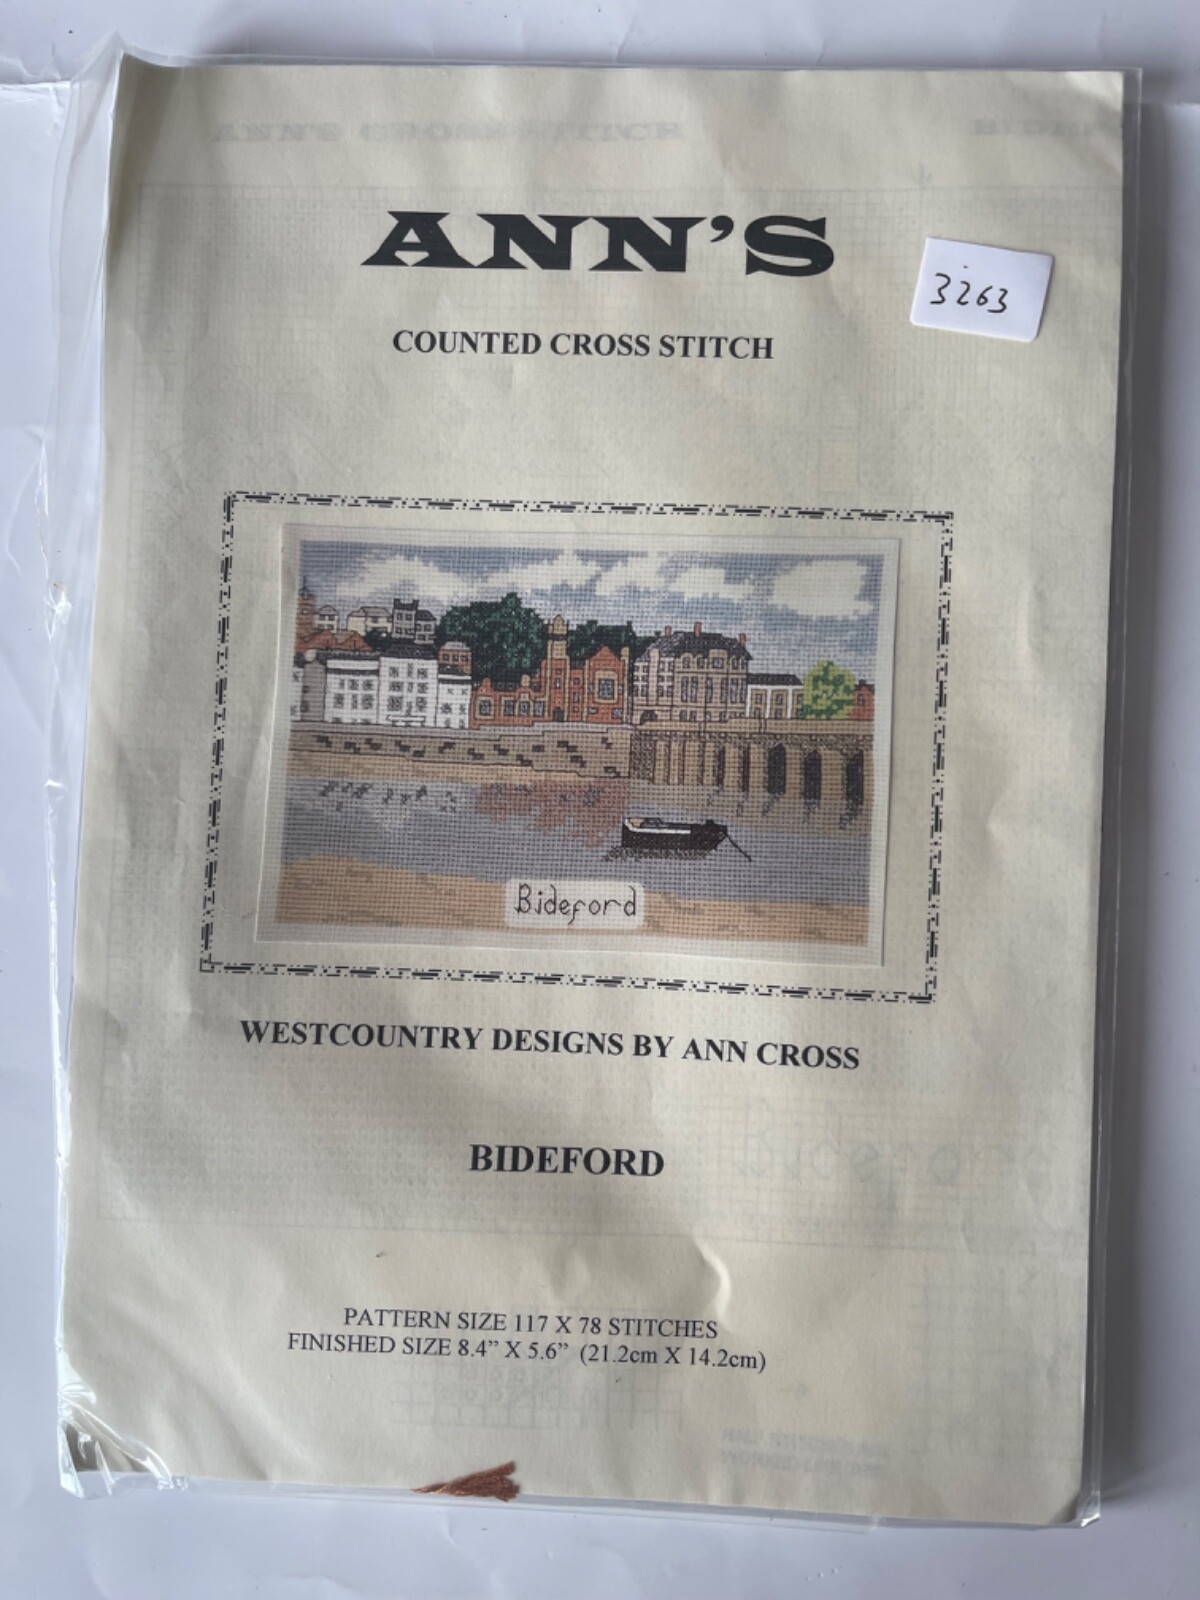 ANN'S
3263
COUNTED CROSS STITCH
Bideford
WESTCOUNTRY DESIGNS BY ANN CROSS
BIDEFORD
PATTERN SIZE 117 X 78 STITCHES
FINISHED SIZE 8.4” X 5.6” (21.2cm X 14.2cm)